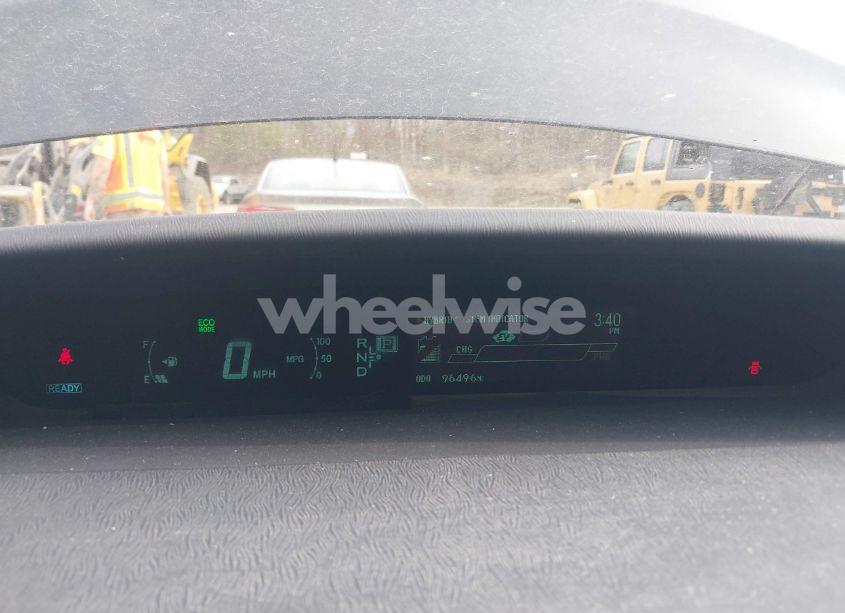 wheelwise
HYBRID SYSTEM INDICATOR
3:40
PM
ECO
MODE
F
E
0 MPH
MPG
100
50
0
R
N
D
P
B
EV
CHG
PWR
ODO 96496MI
READY